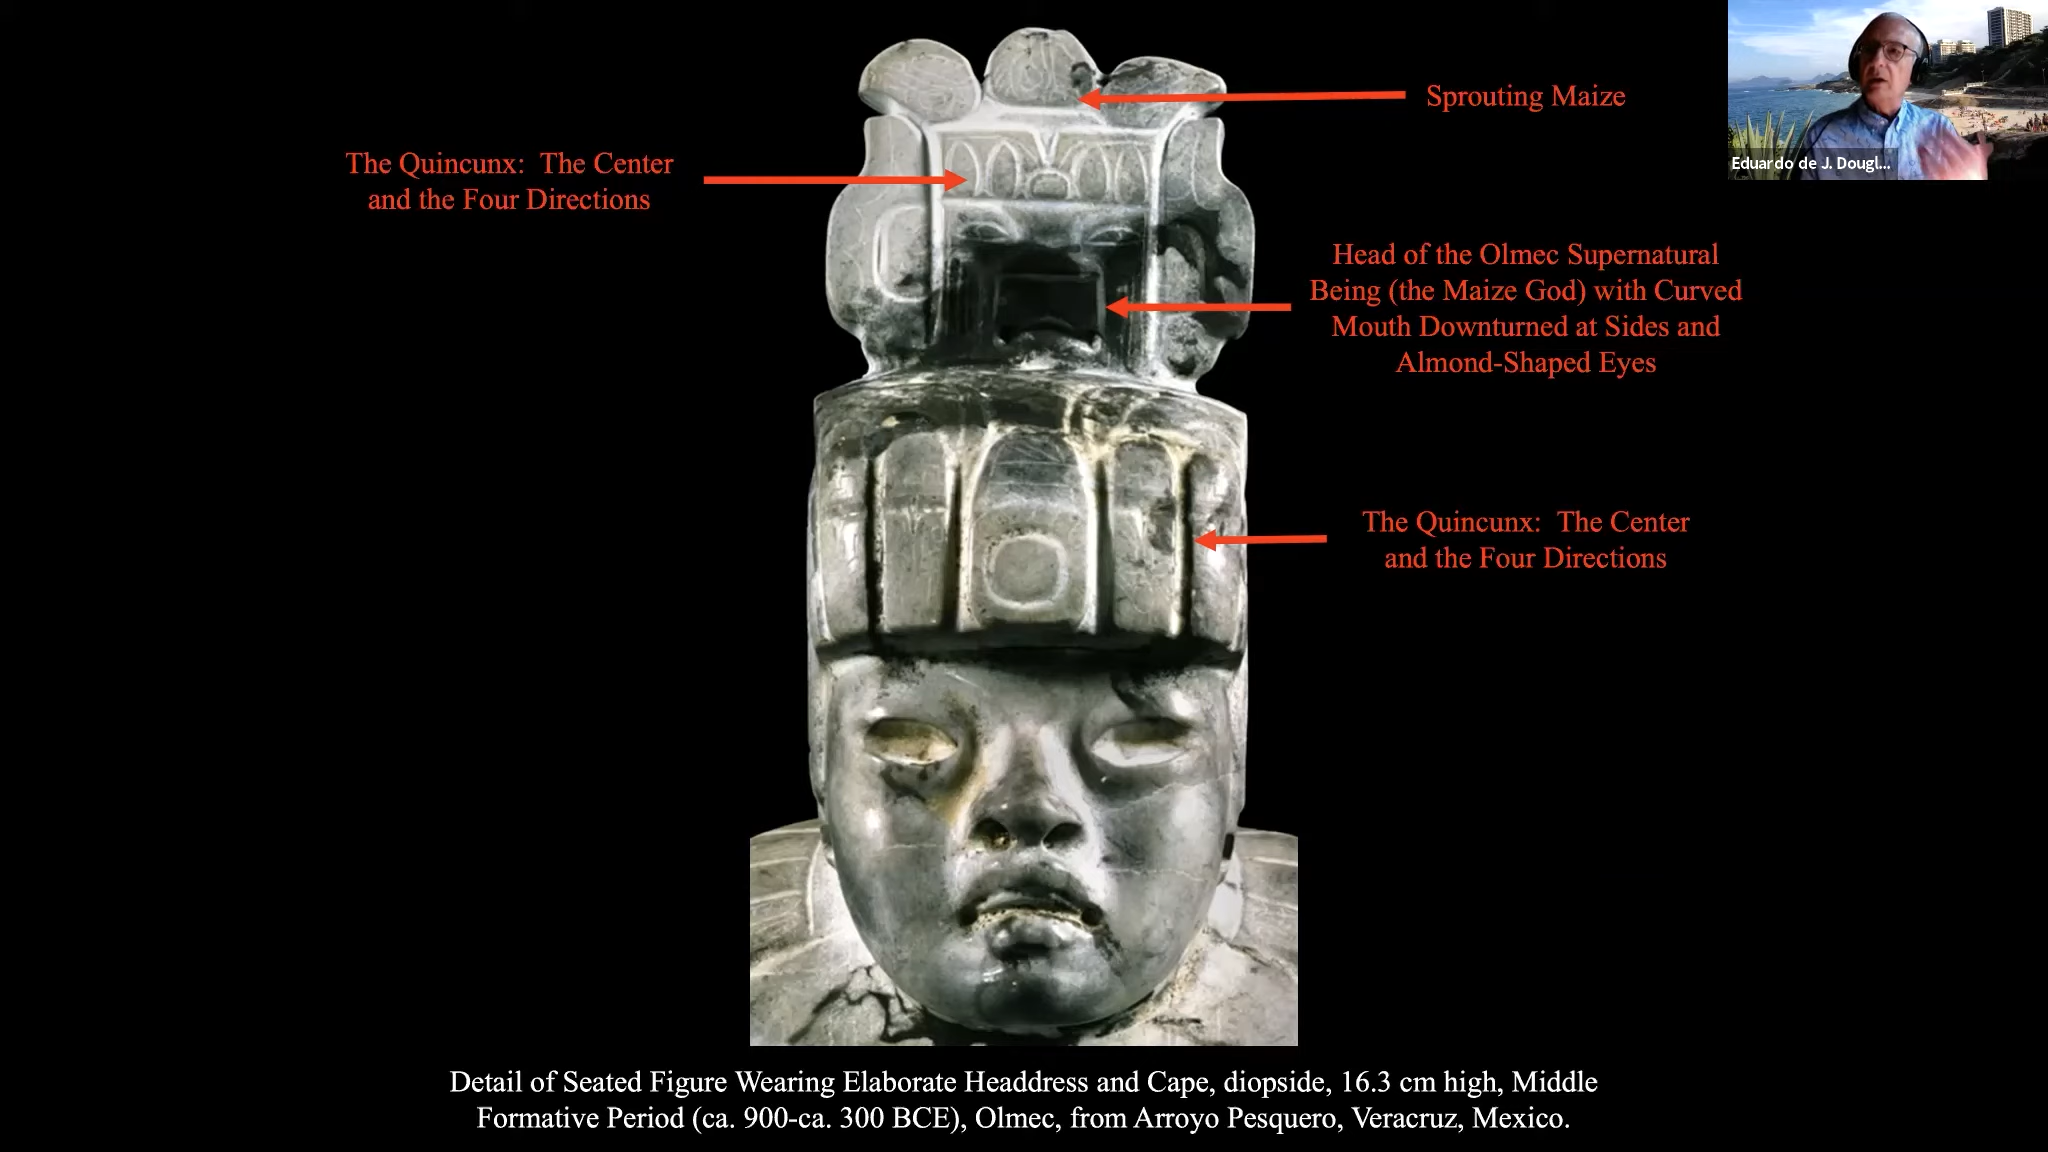 Sprouting Maize
Eduardo de J. Dougl...
The Quincunx: The Center
and the Four Directions
Head of the Olmec Supernatural
Being (the Maize God) with Curved
Mouth Downturned at Sides and
Almond-Shaped Eyes
The Quincunx: The Center
and the Four Directions
Detail of Seated Figure Wearing Elaborate Headdress and Cape, diopside, 16.3 cm high, Middle
Formative Period (ca. 900-ca. 300 BCE), Olmec, from Arroyo Pesquero, Veracruz, Mexico.